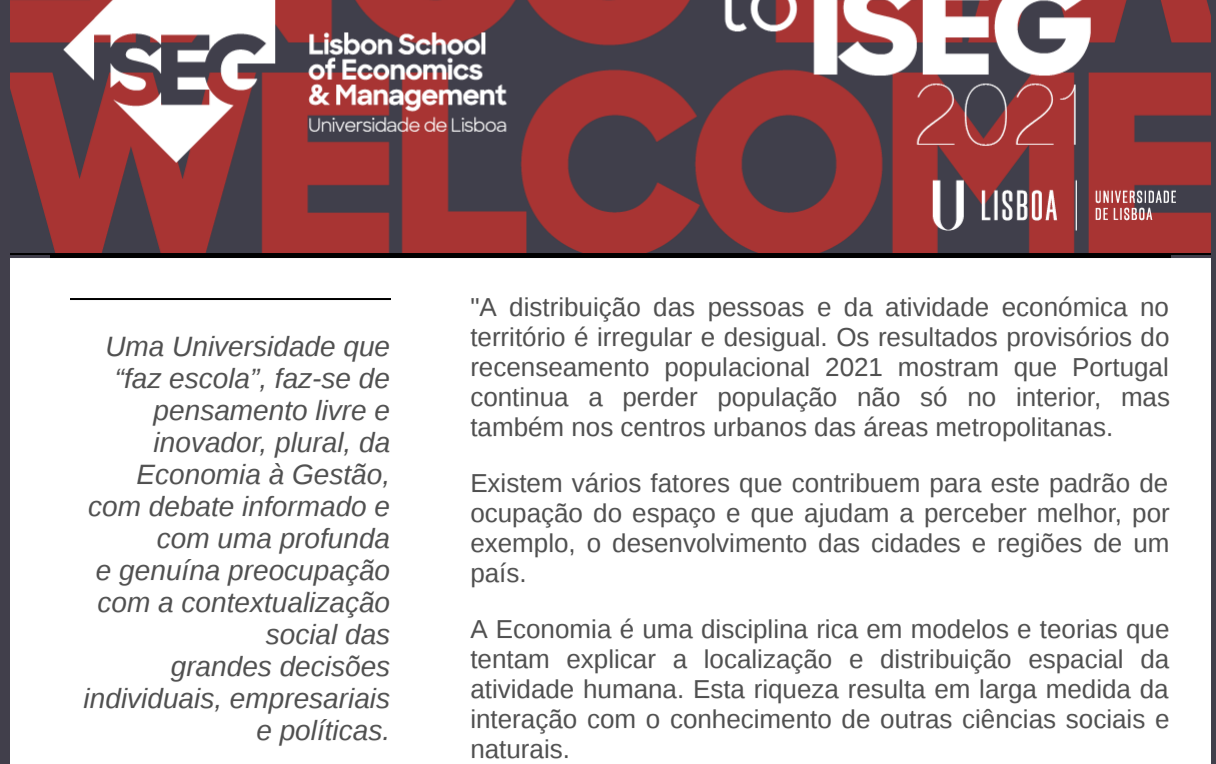 to ISEG
2021
ISEG
Lisbon School
of Economics
& Management
Universidade de Lisboa
WELCOME
U LISBOA
UNIVERSIDADE
DE LISBOA
Uma Universidade que
“faz escola”, faz-se de
pensamento livre e
inovador, plural, da
Economia à Gestão,
com debate informado e
com uma profunda
e genuína preocupação
com a contextualização
social das
grandes decisões
individuais, empresariais
e políticas.
"A distribuição das pessoas e da atividade económica no
território é irregular e desigual. Os resultados provisórios do
recenseamento populacional 2021 mostram que Portugal
continua a perder população não só no interior, mas
também nos centros urbanos das áreas metropolitanas.
Existem vários fatores que contribuem para este padrão de
ocupação do espaço e que ajudam a perceber melhor, por
exemplo, o desenvolvimento das cidades e regiões de um
país.
A Economia é uma disciplina rica em modelos e teorias que
tentam explicar a localização e distribuição espacial da
atividade humana. Esta riqueza resulta em larga medida da
interação com o conhecimento de outras ciências sociais e
naturais.